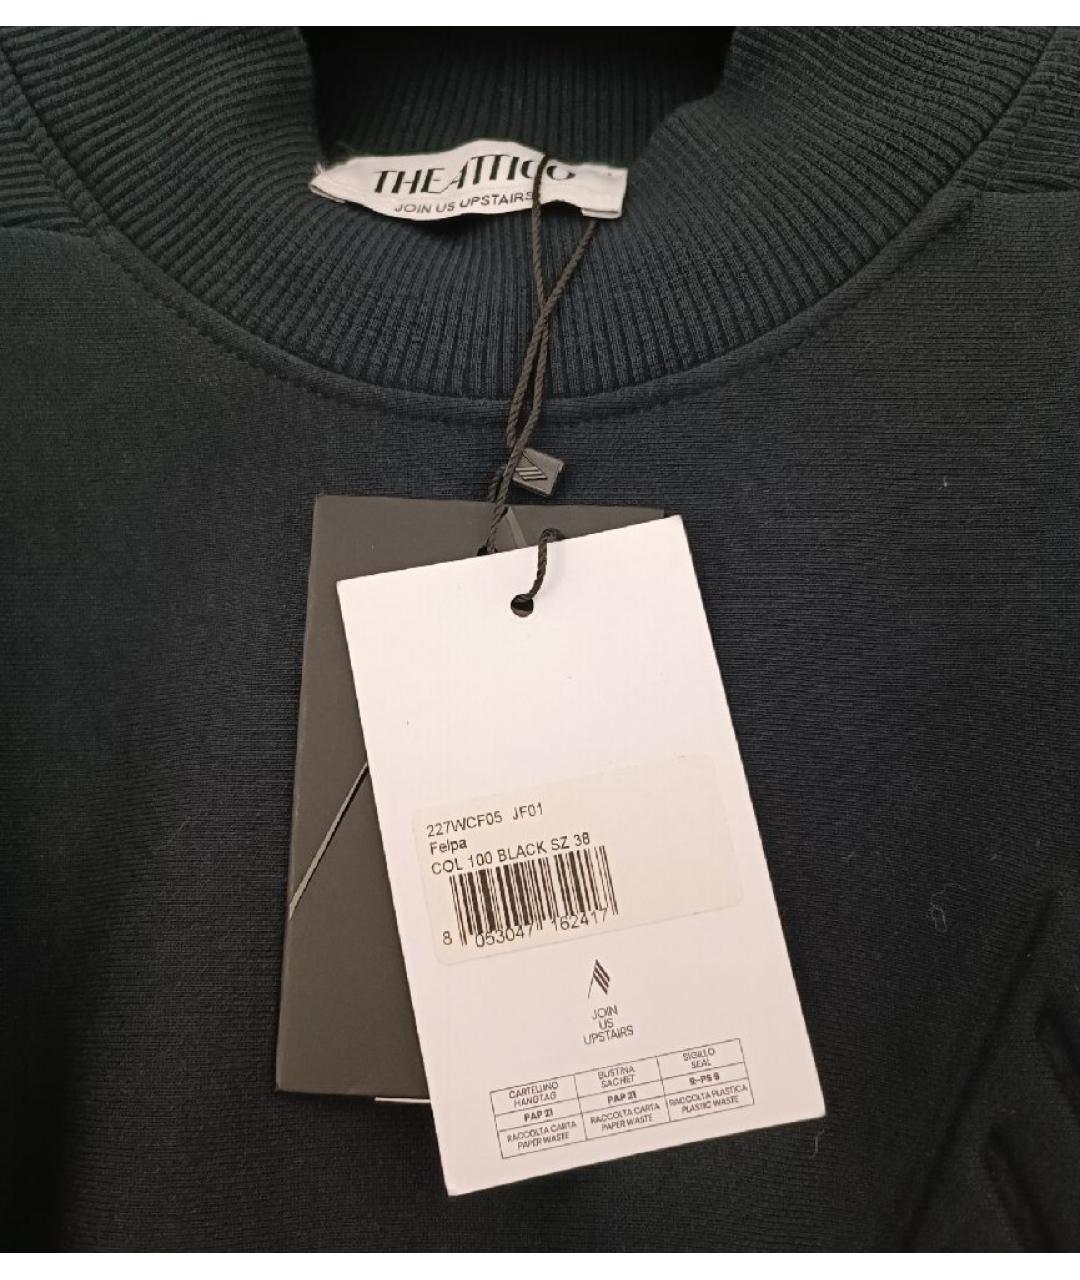 THE ATTICO
JOIN US UPSTAIRS
227WCF05 JF01
Felpa
COL 100 BLACK SZ 38
8 053047 162417
JOIN
US
UPSTAIRS
CARTELLINO
HANGTAG
PAP 21
RACCOLTA CARTA
PAPER WASTE
BUSTINA
SACHET
PAP 21
RACCOLTA CARTA
PAPER WASTE
SIGILLO
SEAL
RACCOLTA PLASTICA
PLASTIC WASTE